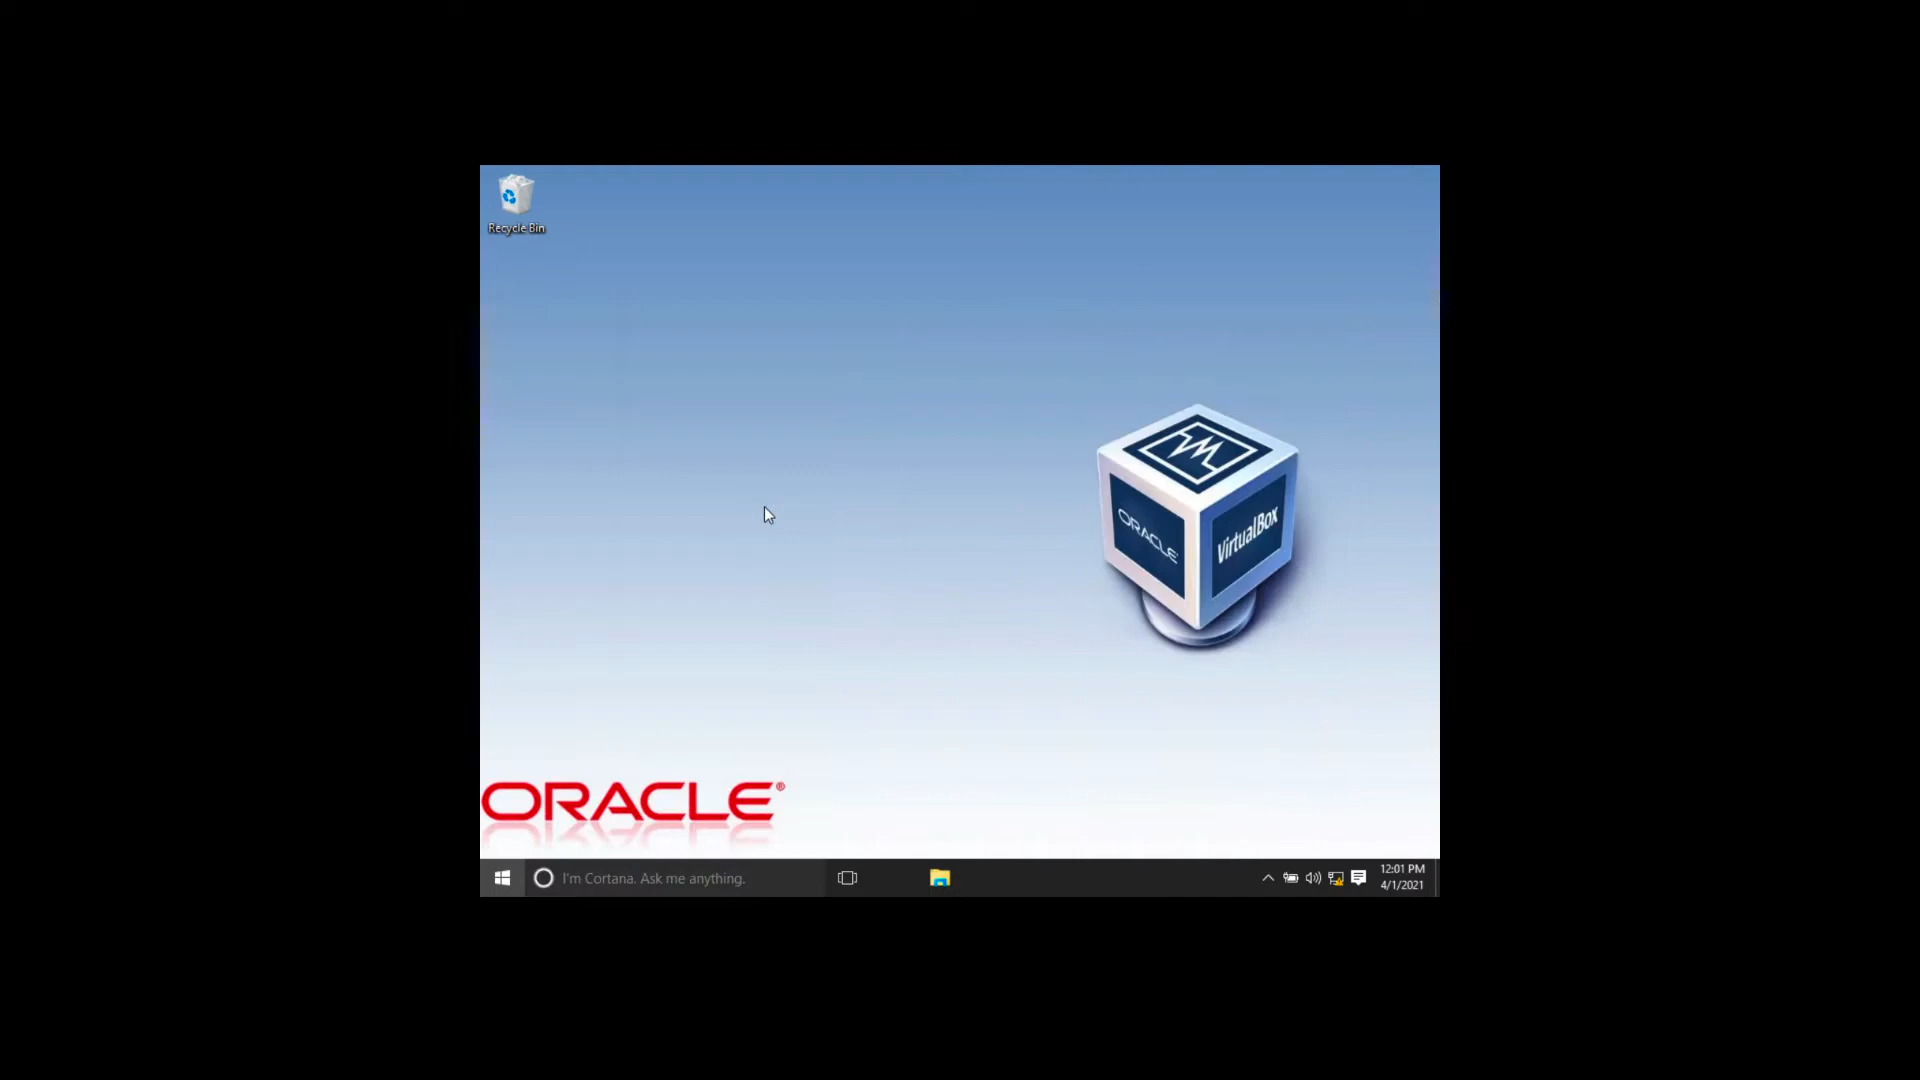 Recycle Bin
ORACLE
VirtualBox
ORACLE®
I'm Cortana. Ask me anything.
12:01 PM
4/1/2021